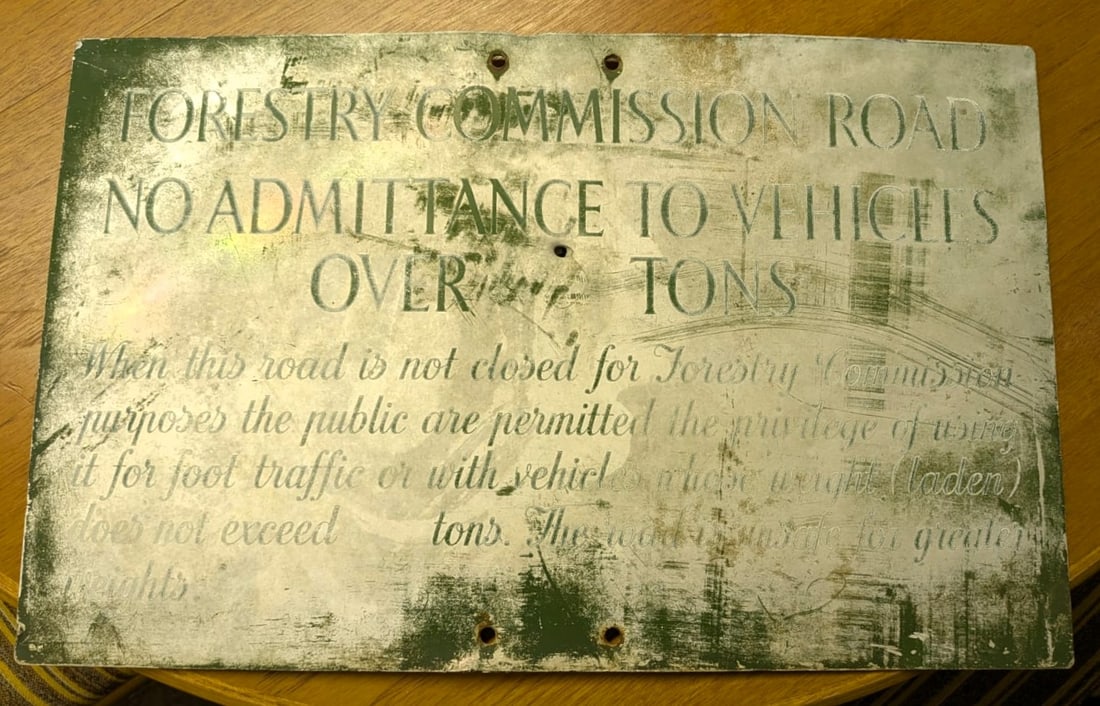 FORESTRY COMMISSION ROAD
NO ADMITTANCE TO VEHICLES
OVER TONS
When this road is not closed for Forestry Commission
purposes the public are permitted the privilege of using
it for foot traffic or with vehicles whose weight (laden)
does not exceed tons. The road is unsafe for greater
weights.